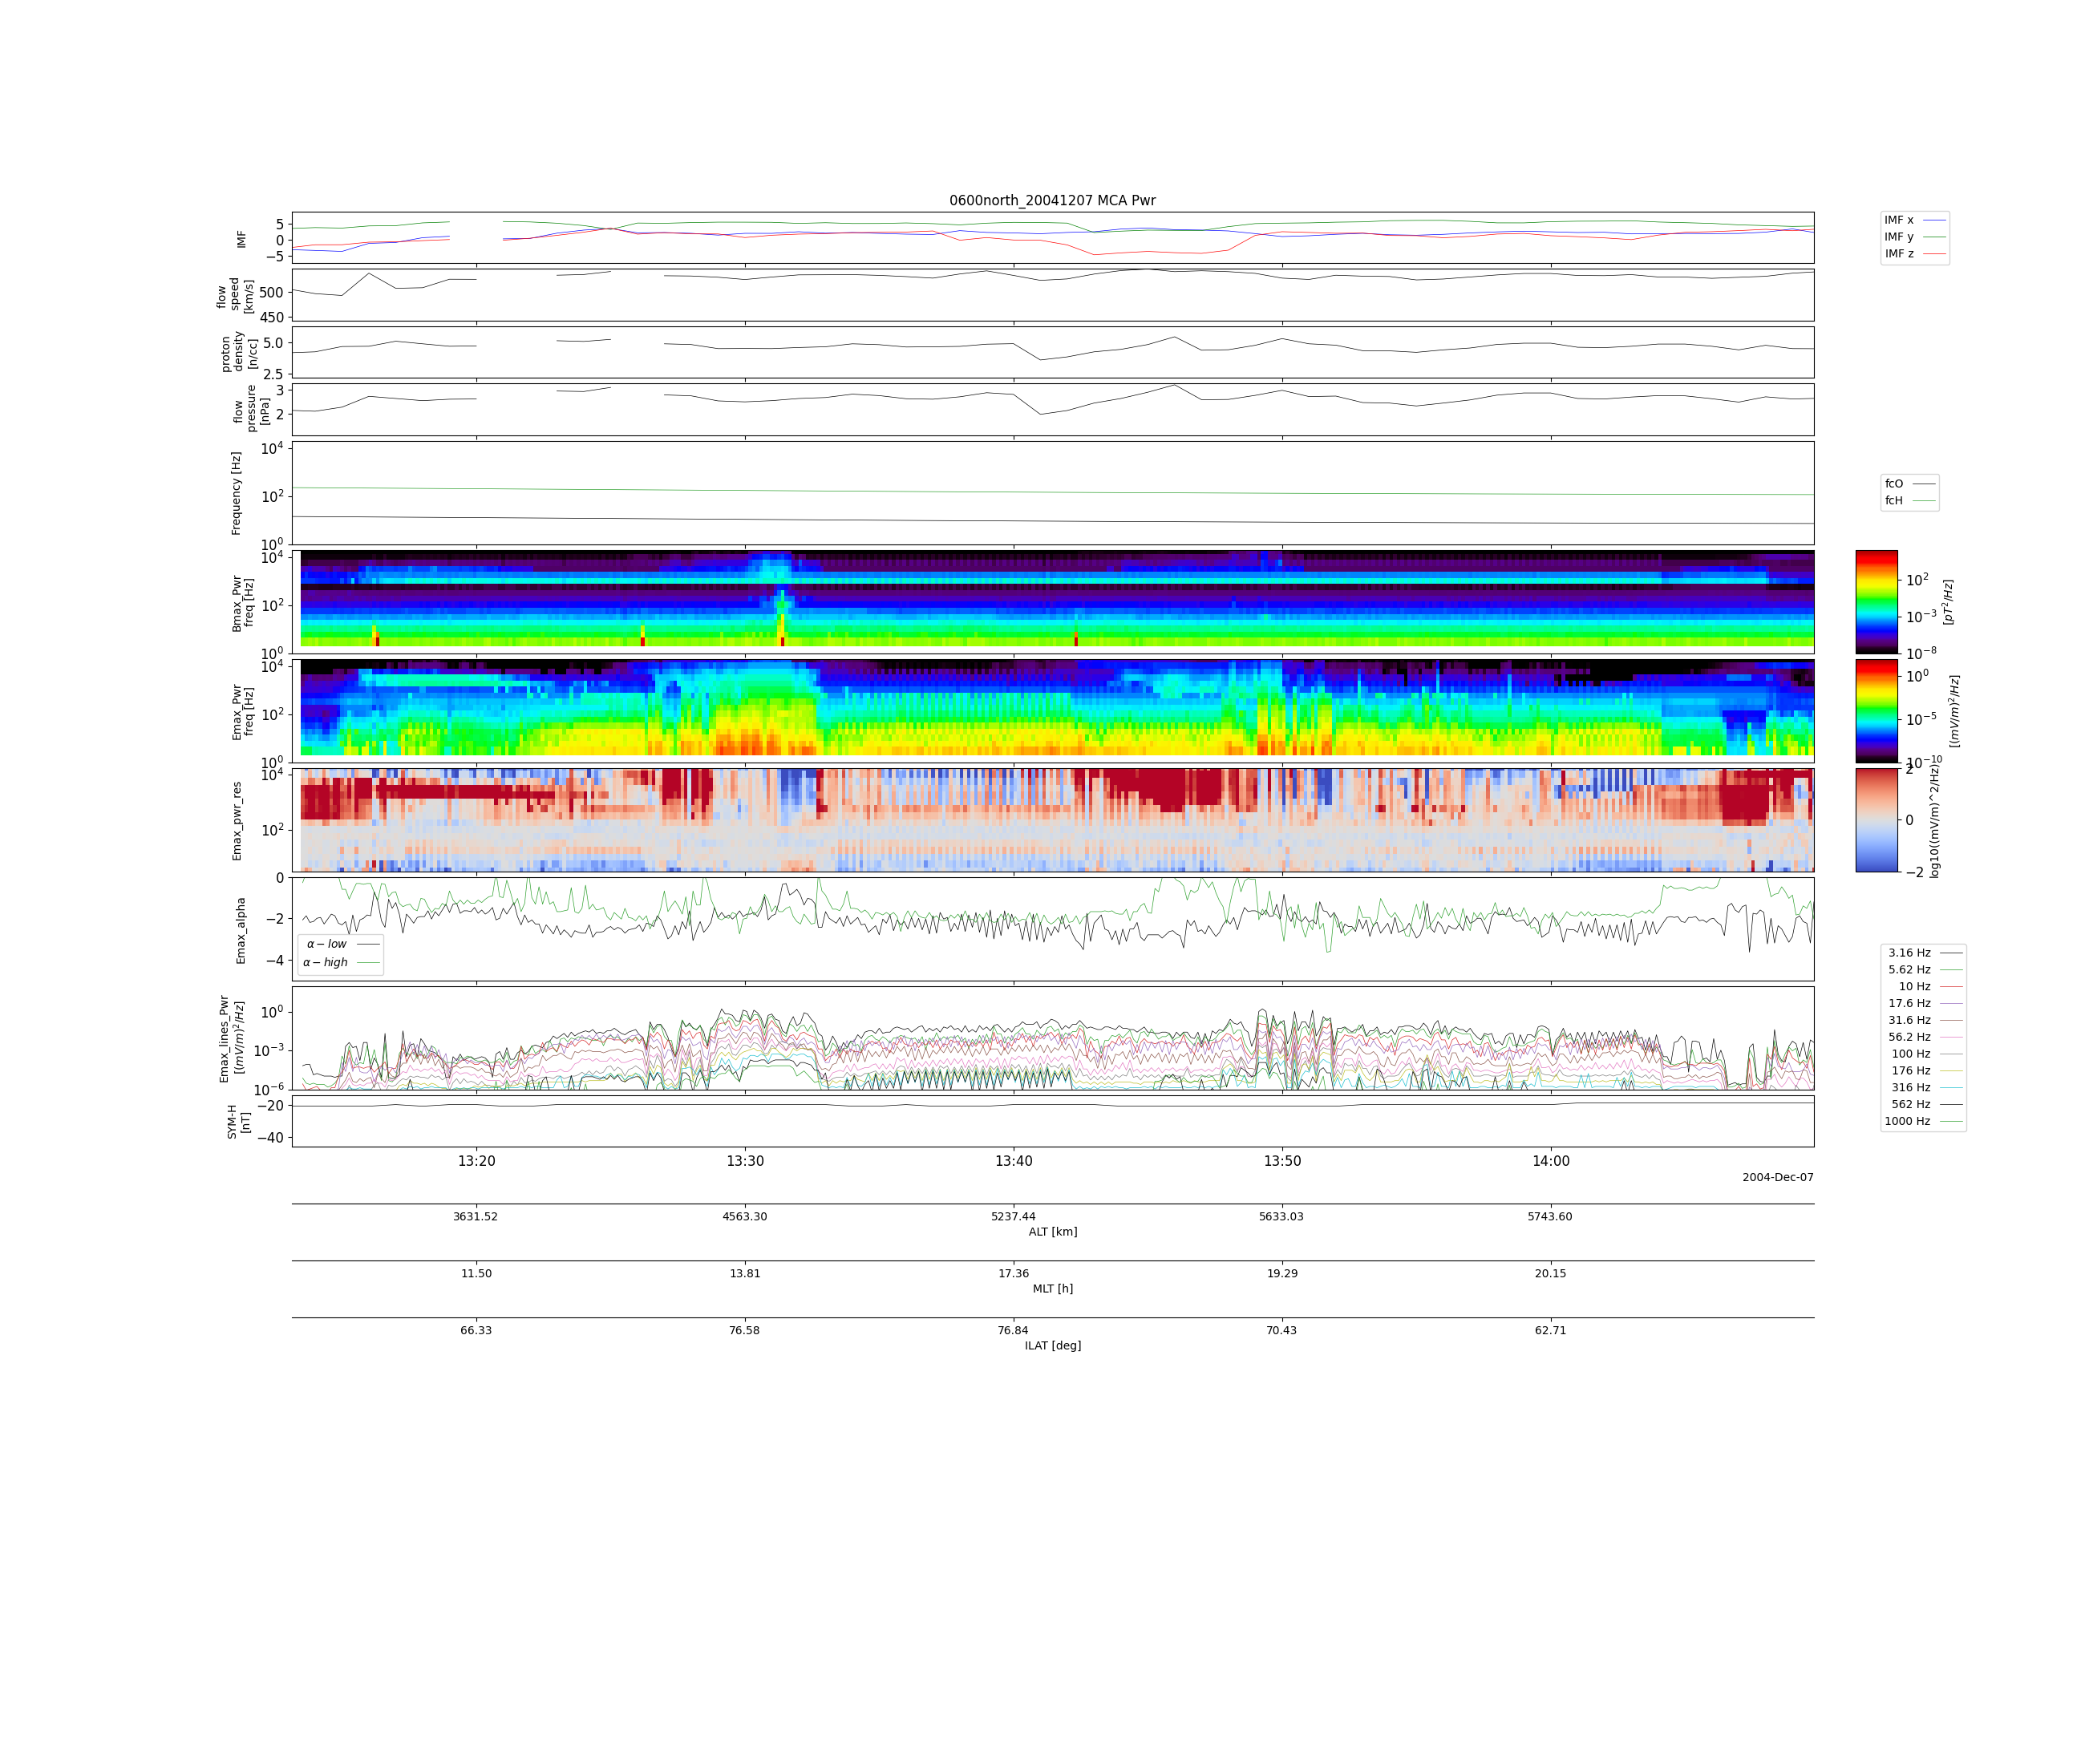 0600north_20041207 MCA Pwr
IMF
5
0
−5
IMF x
IMF y
IMF z
flow
speed
[km/s]
500
450
proton
density
[n/cc]
5.0
2.5
flow
pressure
[nPa]
3
2
Frequency [Hz]
10^4
10^2
10^0
fcO
fcH
Bmax_Pwr
freq [Hz]
10^4
10^2
10^0
10^2
10^−3
10^−8
[pT^2/Hz]
Emax_Pwr
freq [Hz]
10^4
10^2
10^0
10^0
10^−5
10^−10
[(mV/m)^2/Hz]
Emax_pwr_res
10^4
10^2
2
0
−2
log10((mV/m)^2/Hz)
Emax_alpha
0
−2
−4
α − low
α − high
Emax_lines_Pwr
[(mV/m)^2/Hz]
10^0
10^−3
10^−6
3.16 Hz
5.62 Hz
10 Hz
17.6 Hz
31.6 Hz
56.2 Hz
100 Hz
176 Hz
316 Hz
562 Hz
1000 Hz
SYM-H
[nT]
−20
−40
13:20 13:30 13:40 13:50 14:00
2004-Dec-07
3631.52 4563.30 5237.44 5633.03 5743.60
ALT [km]
11.50 13.81 17.36 19.29 20.15
MLT [h]
66.33 76.58 76.84 70.43 62.71
ILAT [deg]